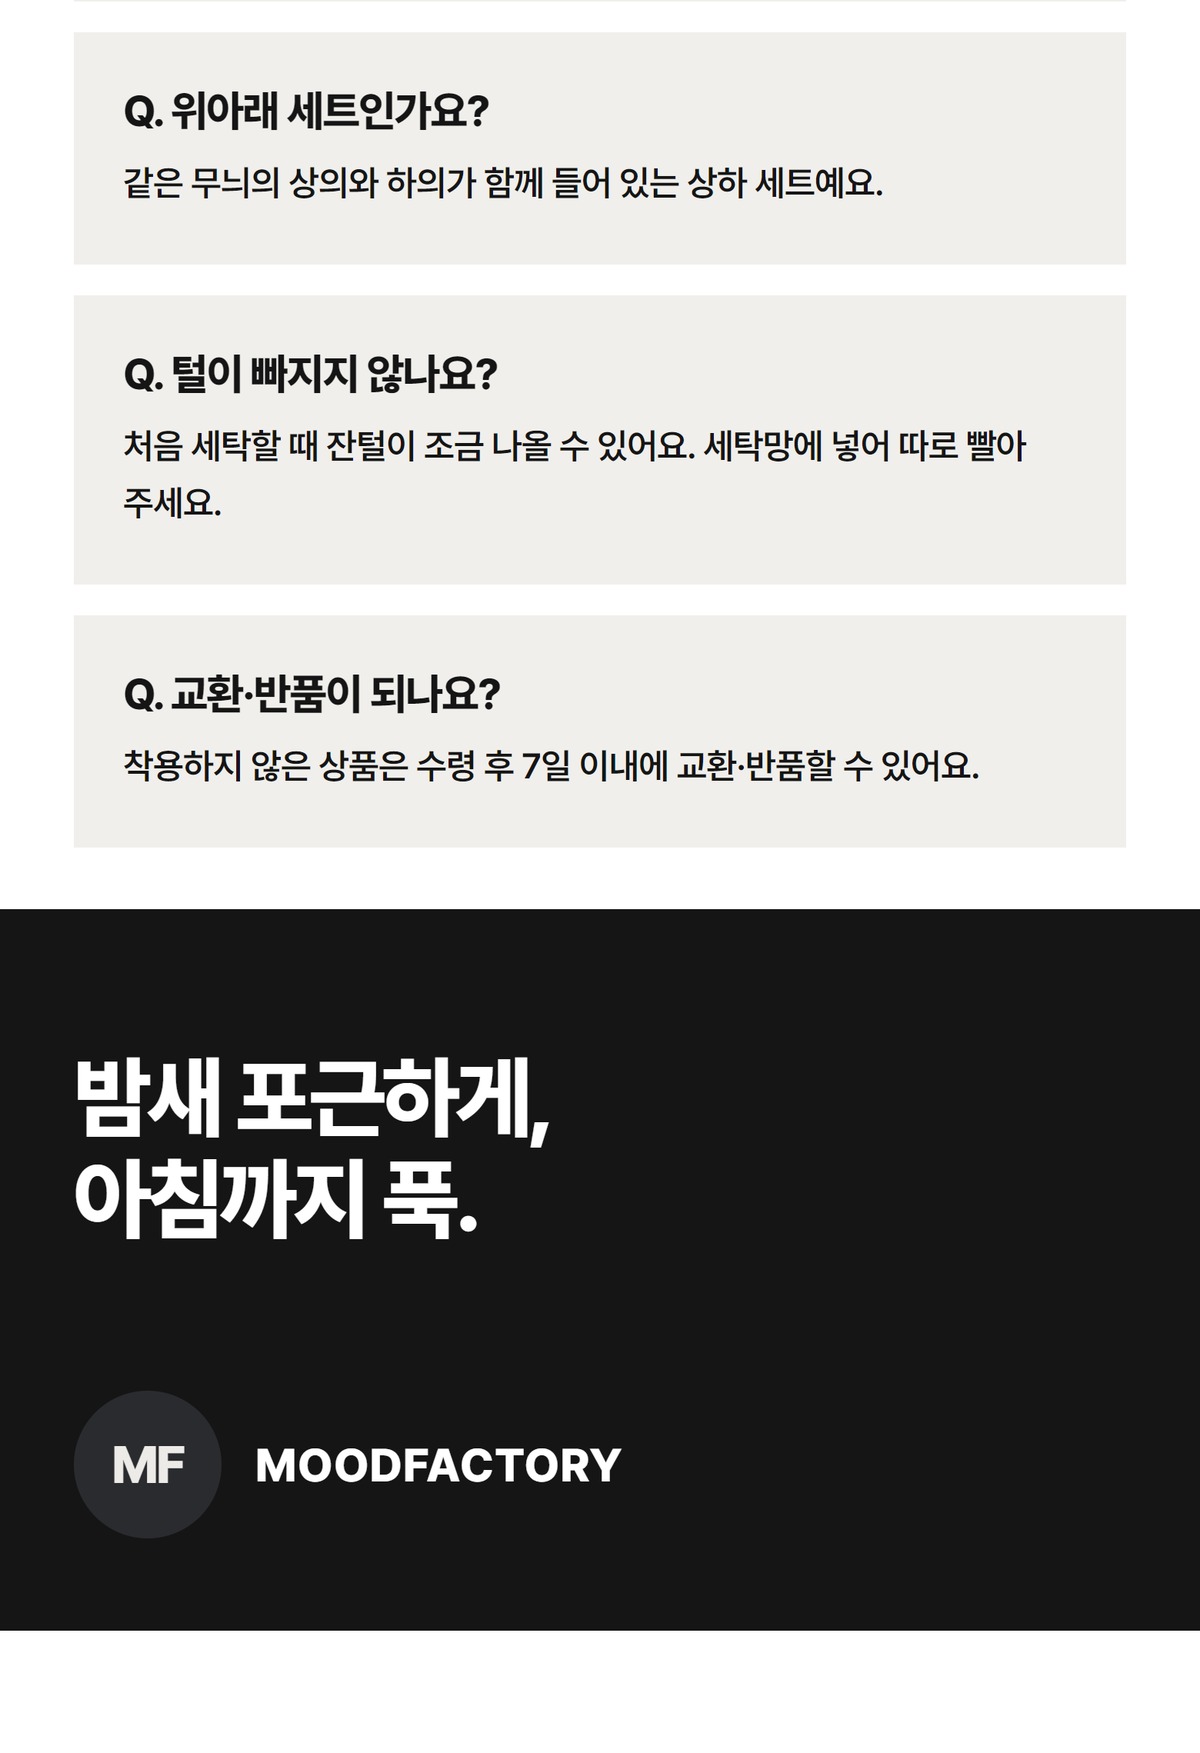 Q. 위아래 세트인가요?
같은 무늬의 상의와 하의가 함께 들어 있는 상하 세트예요.
Q. 털이 빠지지 않나요?
처음 세탁할 때 잔털이 조금 나올 수 있어요. 세탁망에 넣어 따로 빨아
주세요.
Q. 교환·반품이 되나요?
착용하지 않은 상품은 수령 후 7일 이내에 교환·반품할 수 있어요.
밤새 포근하게,
아침까지 푹.
MF MOODFACTORY